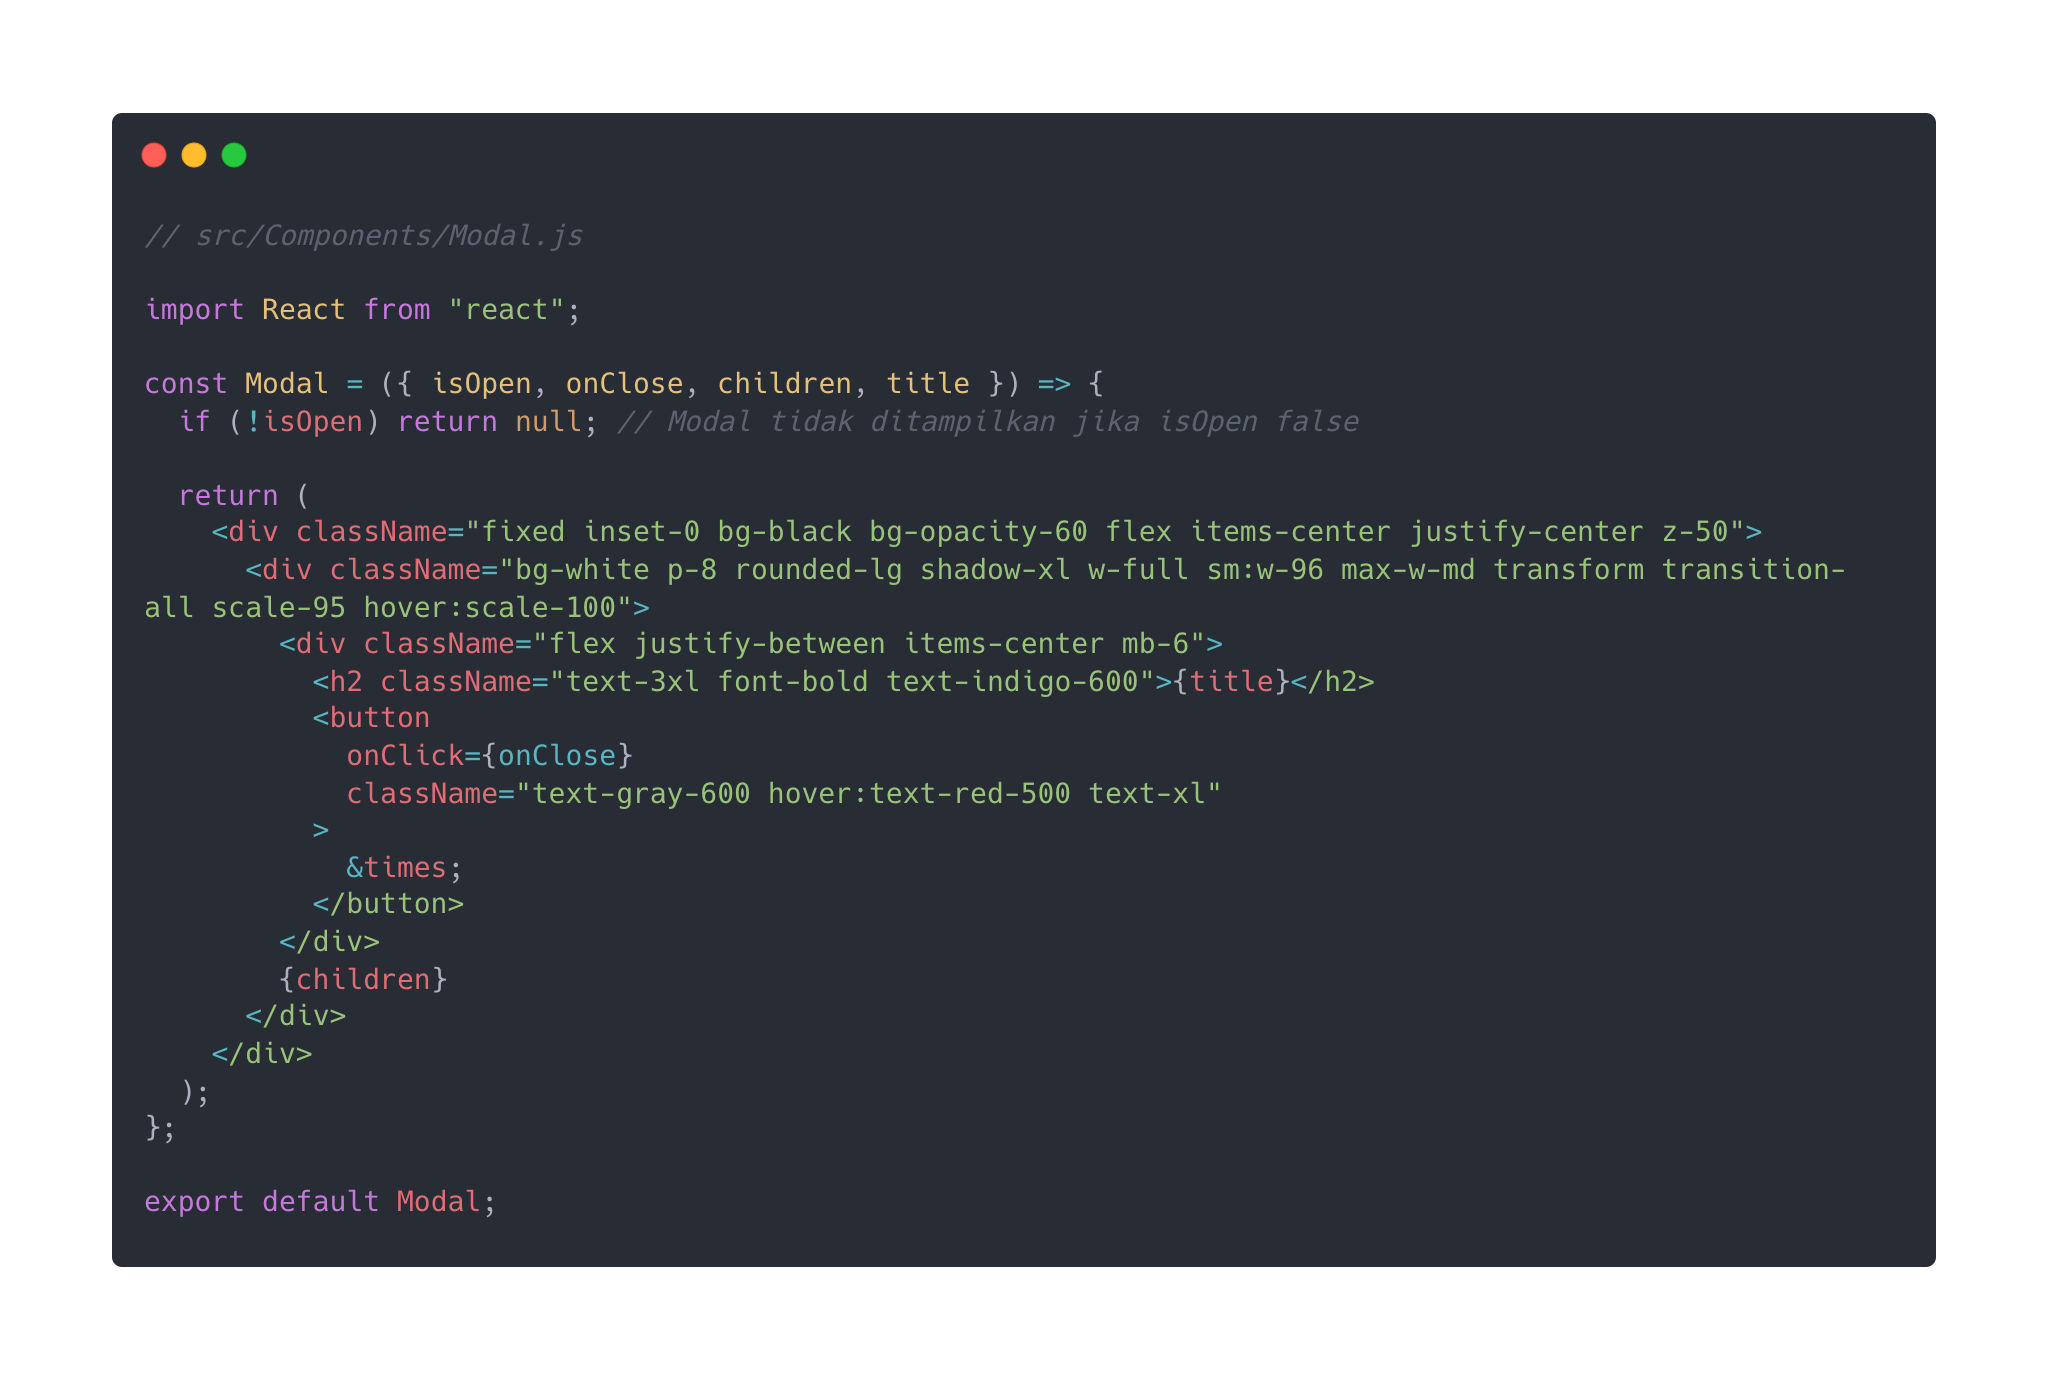 // src/Components/Modal.js

import React from "react";

const Modal = ({ isOpen, onClose, children, title }) => {
  if (!isOpen) return null; // Modal tidak ditampilkan jika isOpen false

  return (
    <div className="fixed inset-0 bg-black bg-opacity-60 flex items-center justify-center z-50">
      <div className="bg-white p-8 rounded-lg shadow-xl w-full sm:w-96 max-w-md transform transition-
all scale-95 hover:scale-100">
        <div className="flex justify-between items-center mb-6">
          <h2 className="text-3xl font-bold text-indigo-600">{title}</h2>
          <button
            onClick={onClose}
            className="text-gray-600 hover:text-red-500 text-xl"
          >
            &times;
          </button>
        </div>
        {children}
      </div>
    </div>
  );
};

export default Modal;